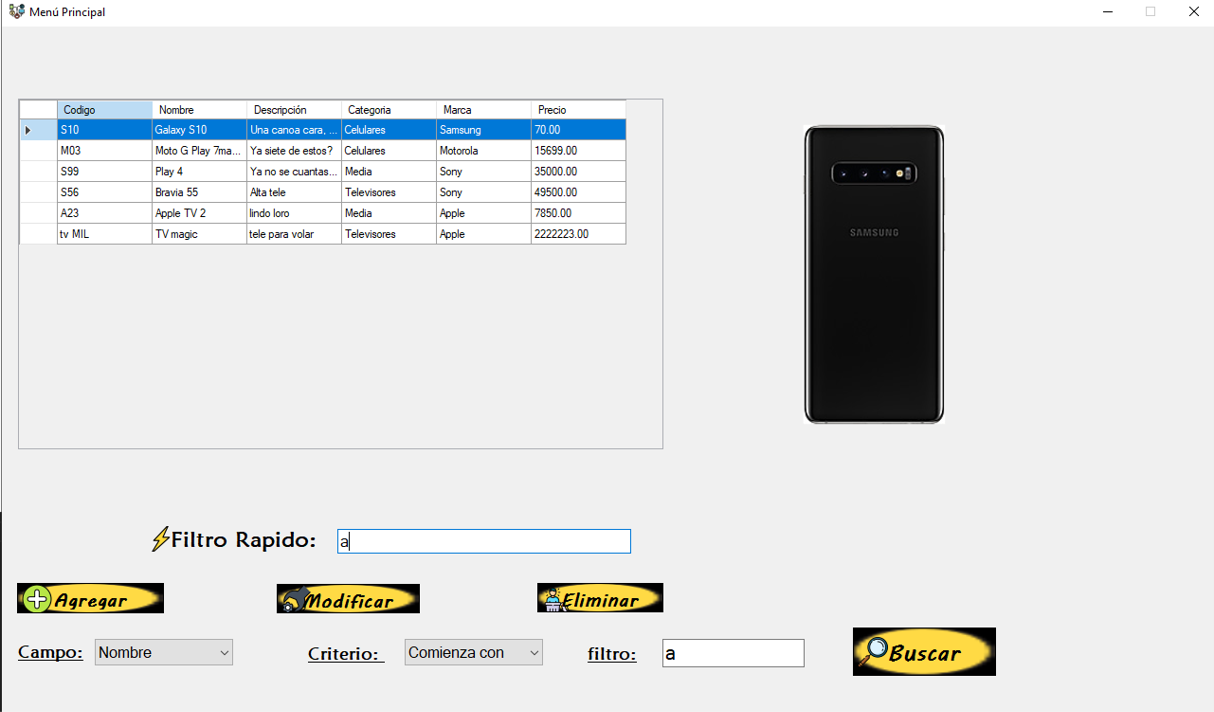 Menú Principal
Codigo Nombre Descripción Categoria Marca Precio
S10 Galaxy S10 Una canoa cara, ... Celulares Samsung 70.00
M03 Moto G Play 7ma... Ya siete de estos? Celulares Motorola 15699.00
S99 Play 4 Ya no se cuantas... Media Sony 35000.00
S56 Bravia 55 Alta tele Televisores Sony 49500.00
A23 Apple TV 2 lindo loro Media Apple 7850.00
tv MIL TV magic tele para volar Televisores Apple 2222223.00
SAMSUNG
Filtro Rapido: a
Agregar Modificar Eliminar
Campo: Nombre Criterio: Comienza con filtro: a Buscar